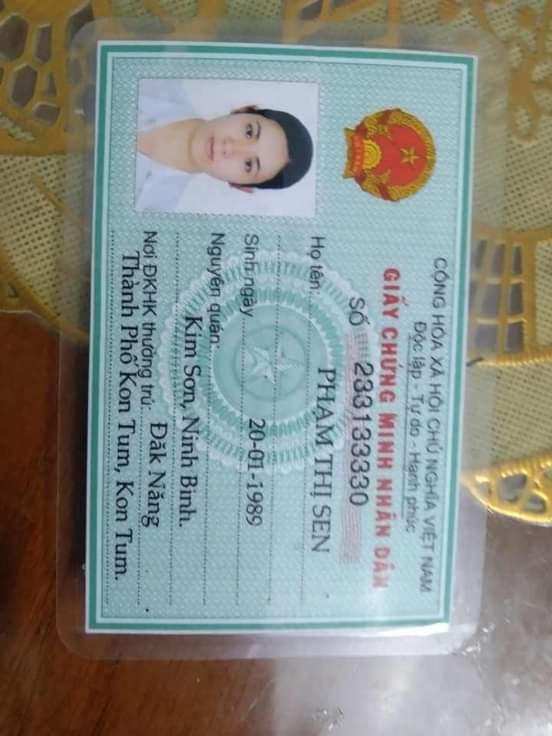 CỘNG HÒA XÃ HỘI CHỦ NGHĨA VIỆT NAM
Độc lập - Tự do - Hạnh phúc
GIẤY CHỨNG MINH NHÂN DÂN
SỐ 233133330
Họ tên: PHẠM THỊ SEN
Sinh ngày 20-01-1989
Nguyên quán:
Kim Sơn, Ninh Bình.
Nơi ĐKHK thường trú: Đăk Năng
Thành Phố Kon Tum, Kon Tum.